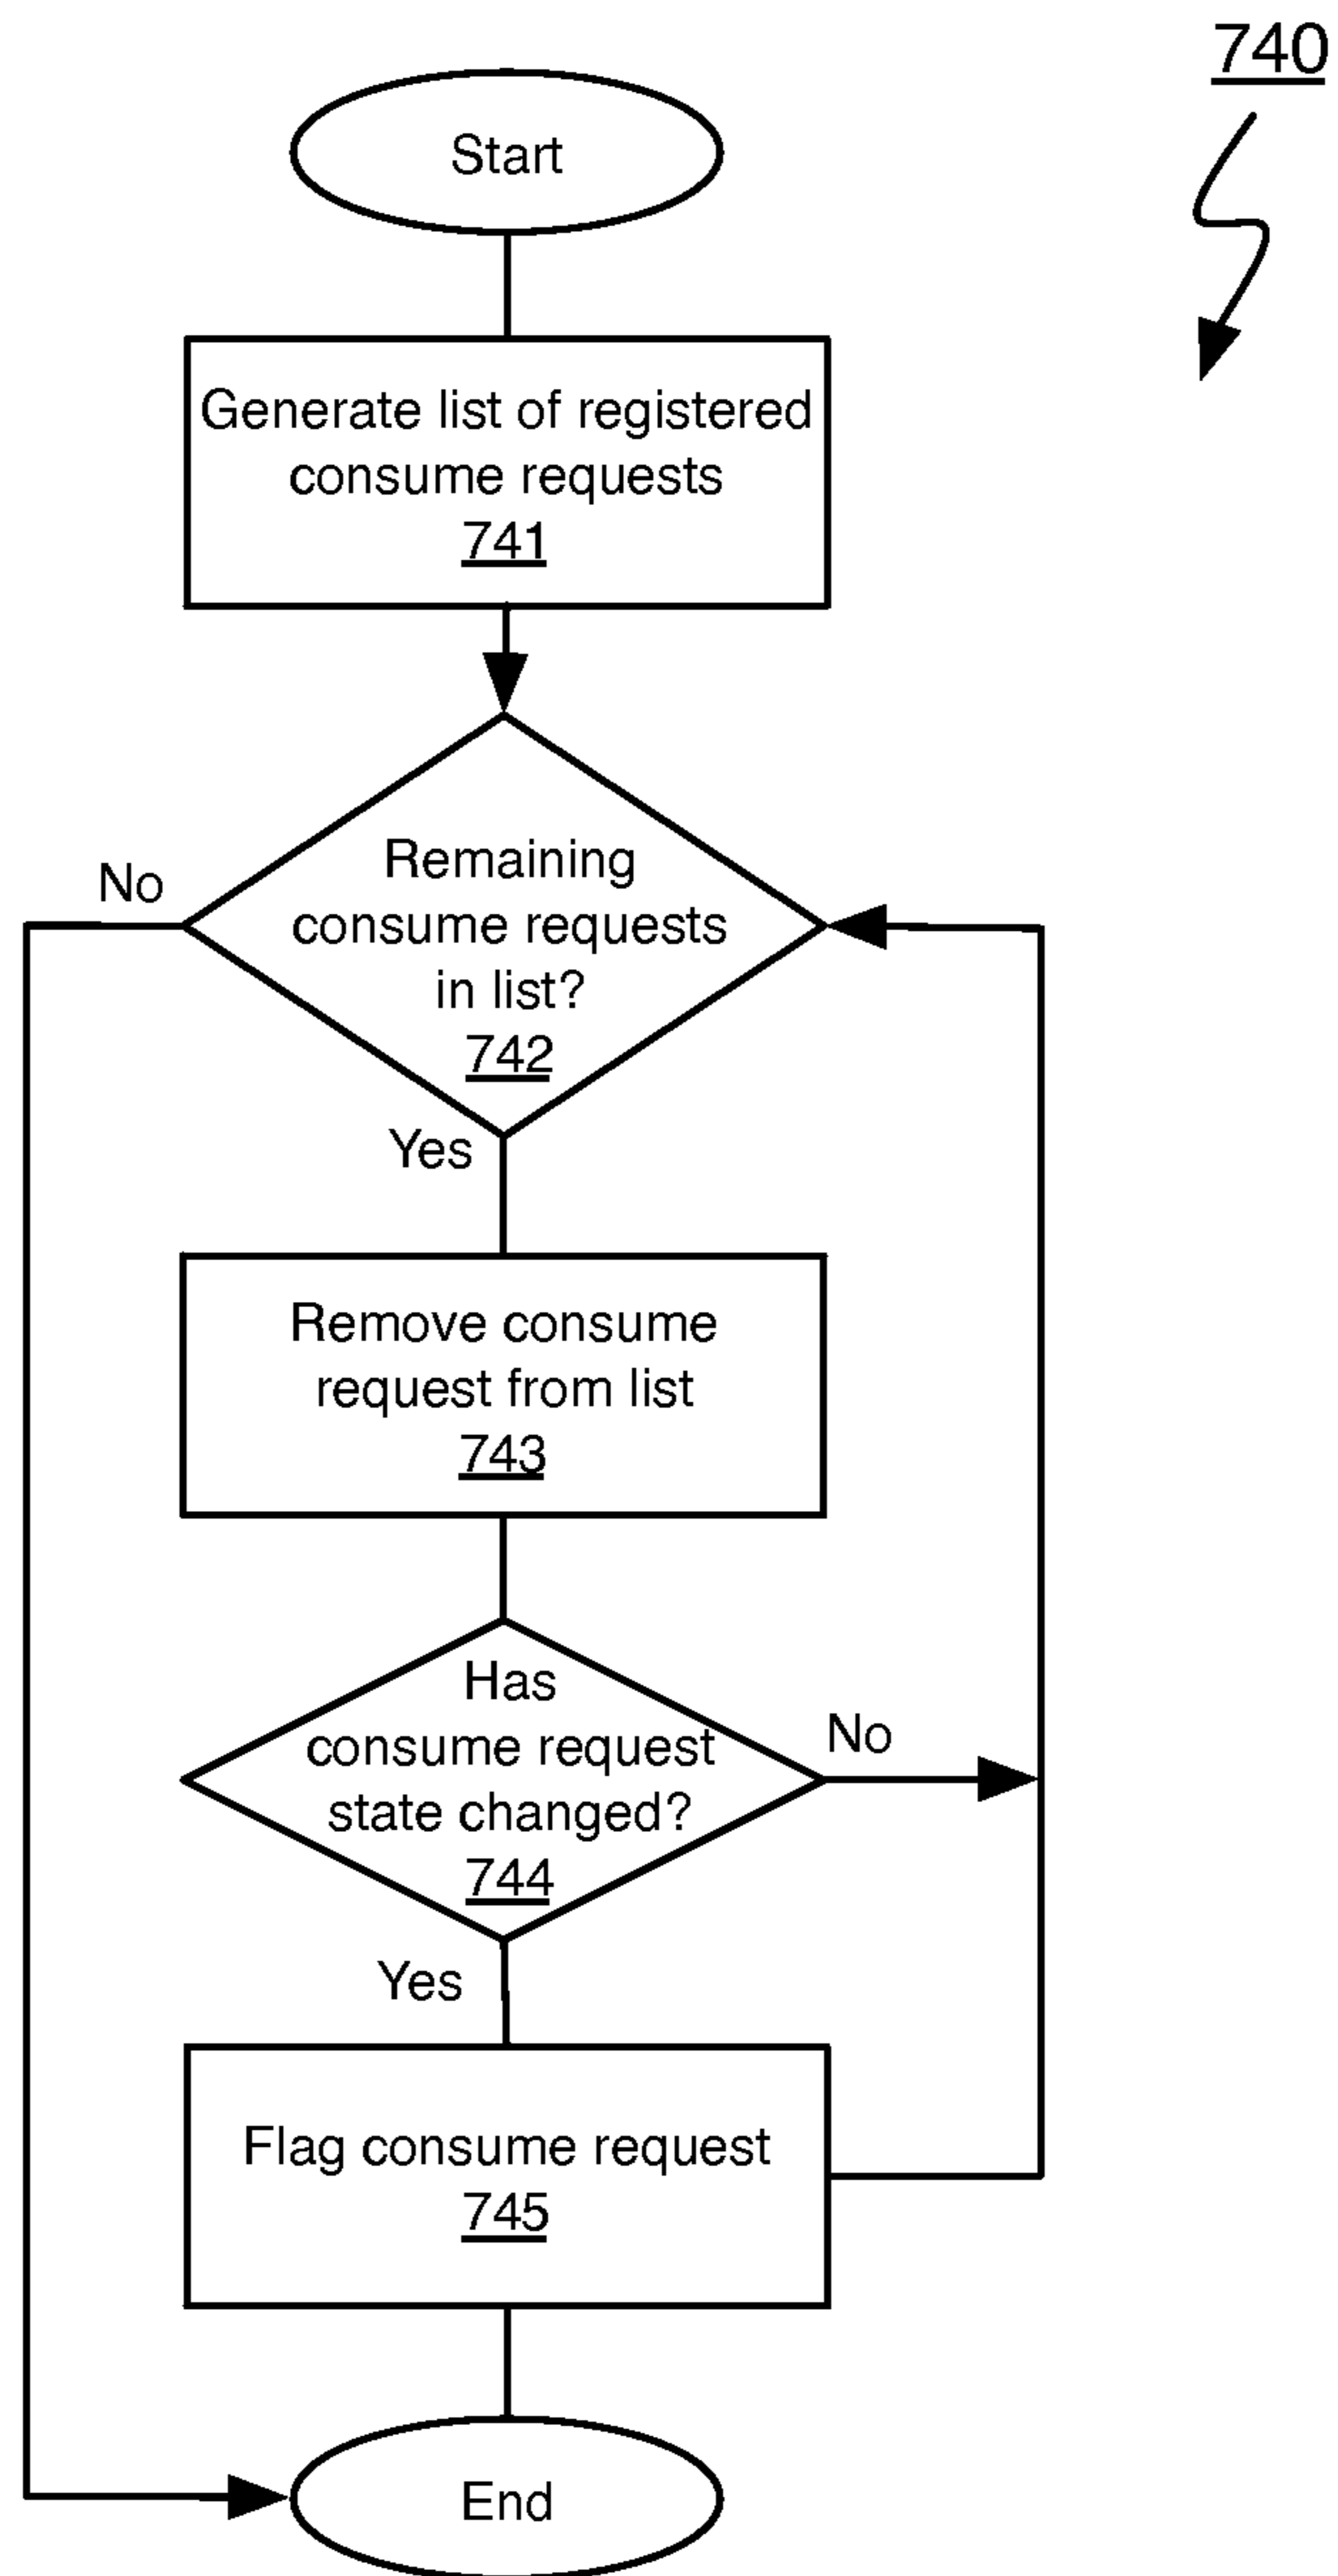 740
Start
Generate list of registered
consume requests
741
Remaining
consume requests
in list?
742
No
Yes
Remove consume
request from list
743
Has
consume request
state changed?
744
No
Yes
Flag consume request
745
End